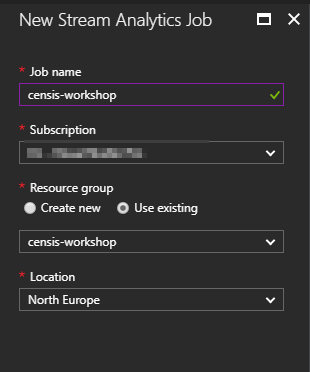 New Stream Analytics Job
* Job name
censis-workshop
* Subscription
* Resource group
Create new Use existing
censis-workshop
* Location
North Europe